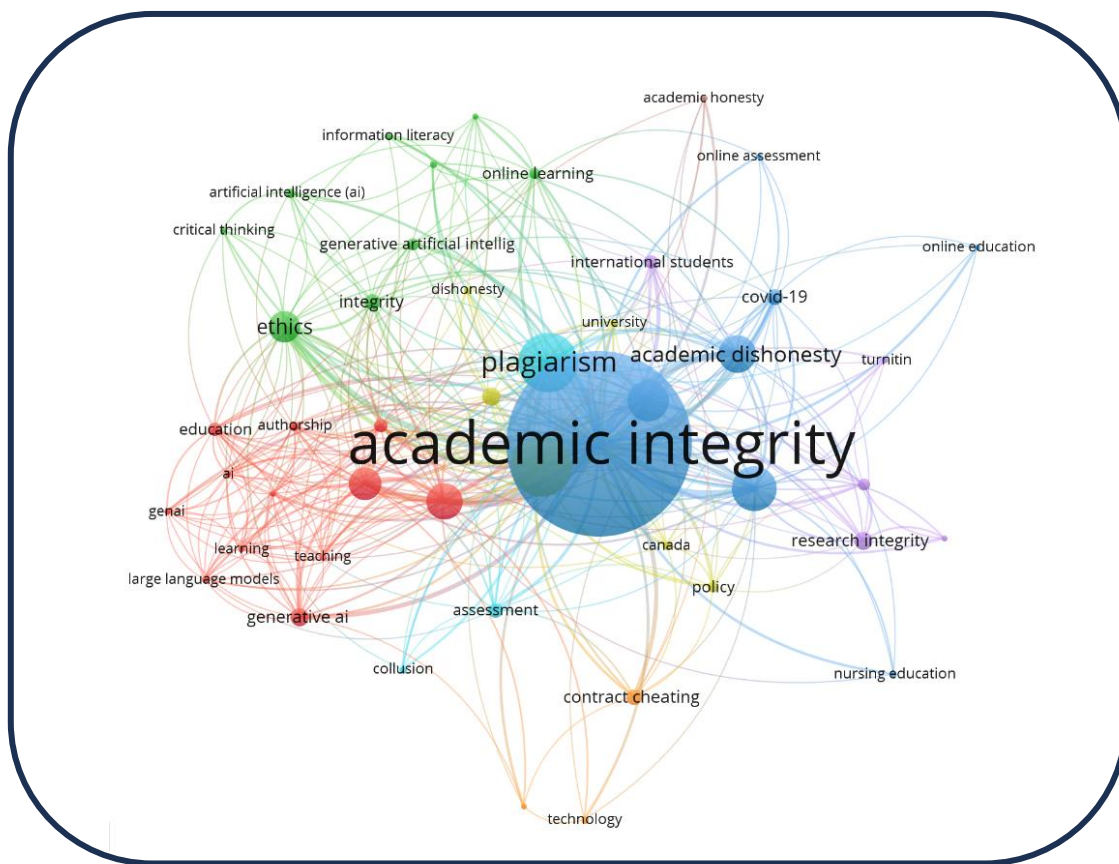 academic honesty
information literacy
online assessment
online learning
artificial intelligence (ai)
critical thinking
generative artificial intellig
online education
international students
dishonesty
covid-19
integrity
university
ethics
plagiarism
academic dishonesty
turnitin
education
authorship
academic integrity
ai
genai
research integrity
canada
learning
teaching
large language models
policy
assessment
generative ai
collusion
nursing education
contract cheating
technology